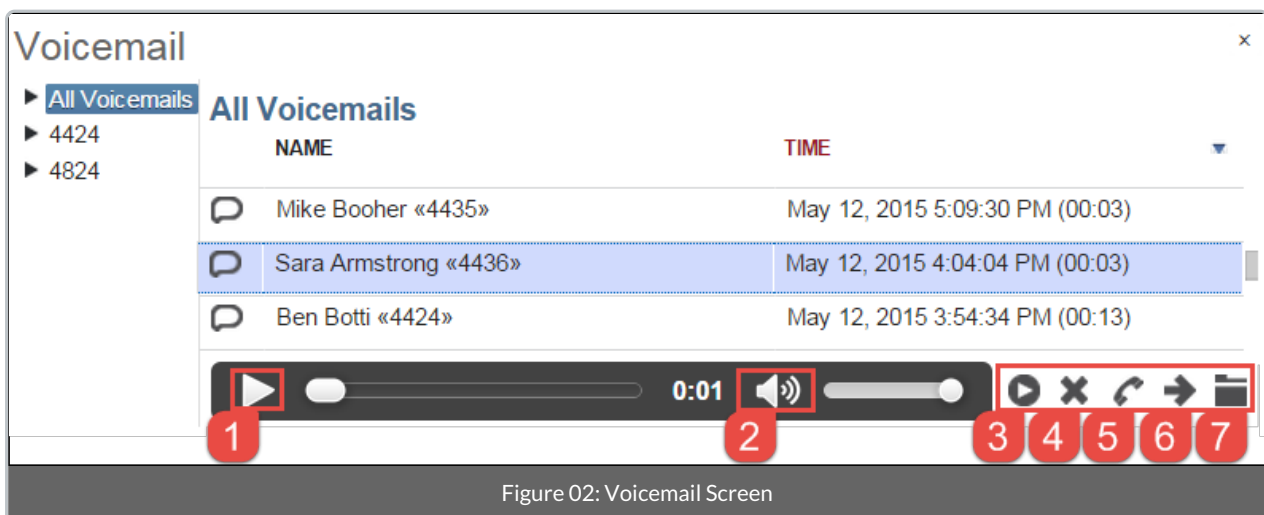 Voicemail
×
All Voicemails
4424
4824
All Voicemails
NAME TIME
Mike Booher «4435» May 12, 2015 5:09:30 PM (00:03)
Sara Armstrong «4436» May 12, 2015 4:04:04 PM (00:03)
Ben Botti «4424» May 12, 2015 3:54:34 PM (00:13)
0:01
1 2 3 4 5 6 7
Figure 02: Voicemail Screen